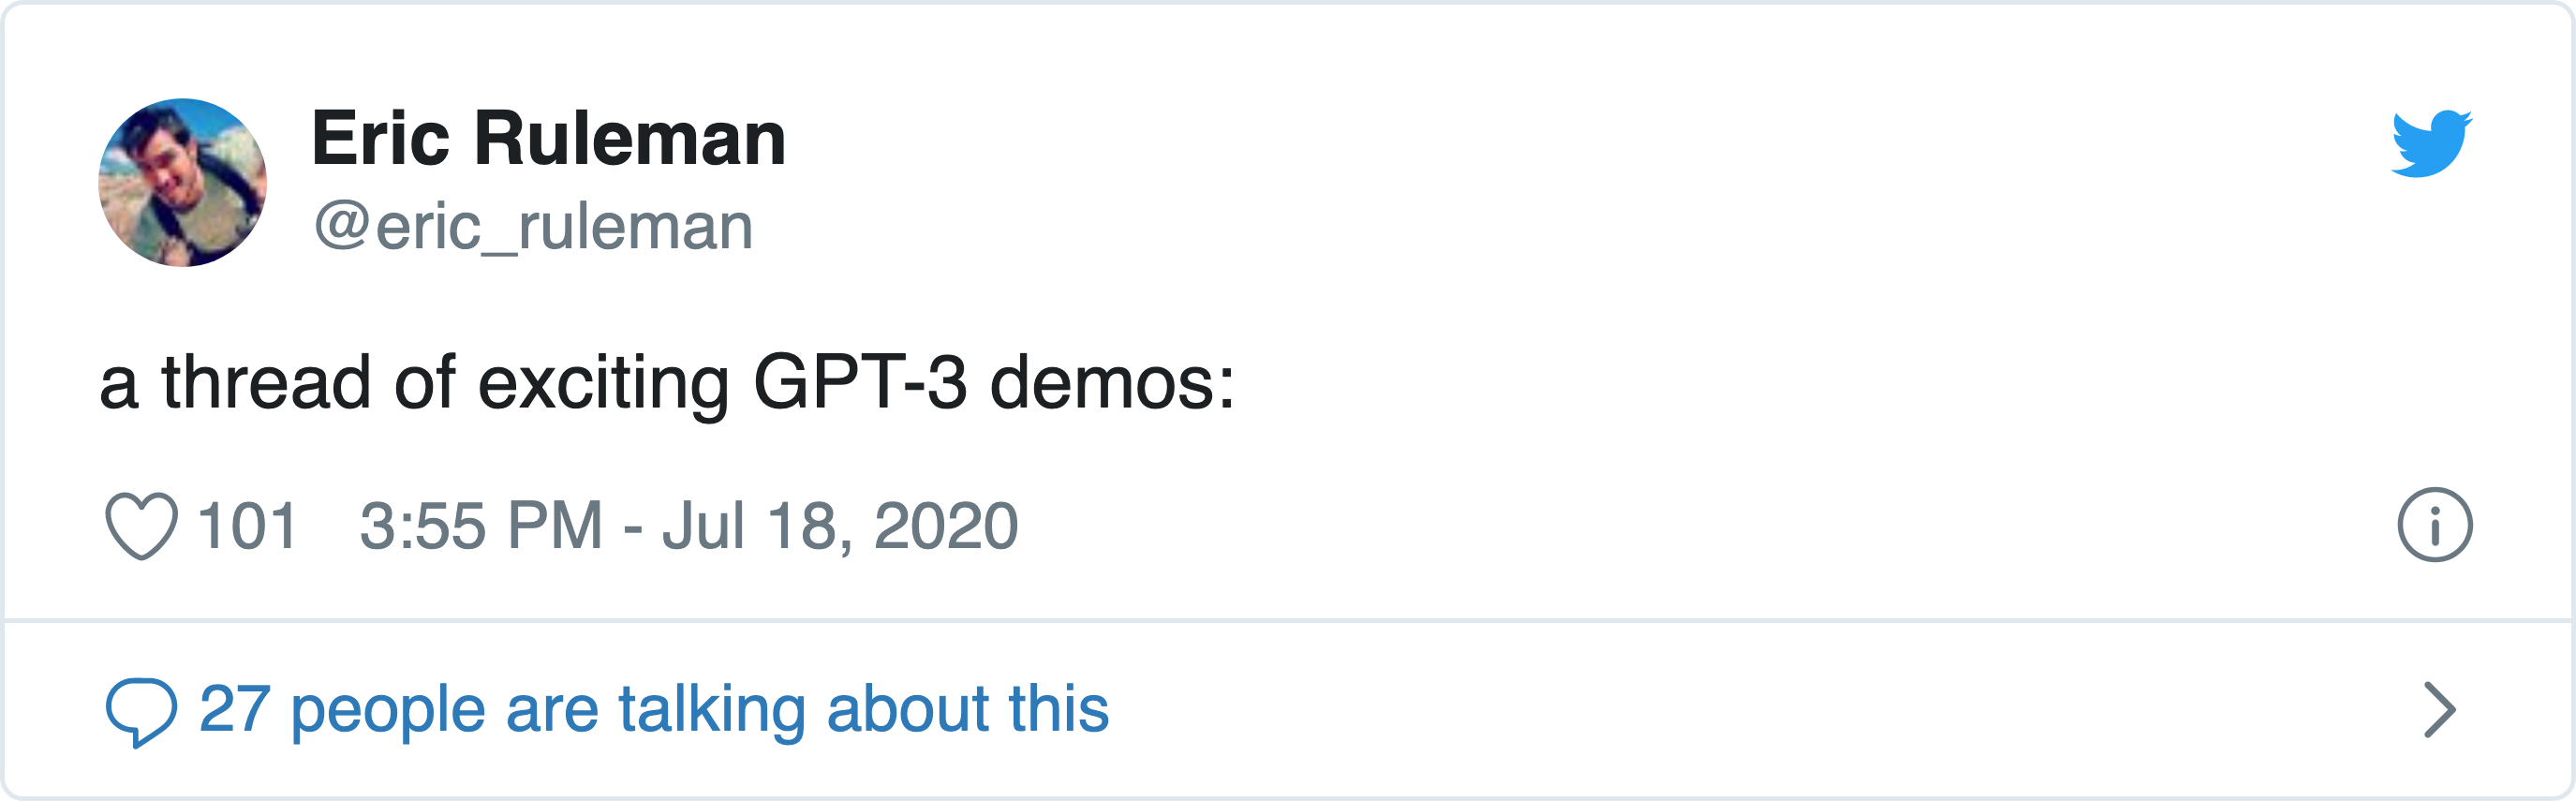 Eric Ruleman
@eric_ruleman
a thread of exciting GPT-3 demos:
101 3:55 PM - Jul 18, 2020
27 people are talking about this